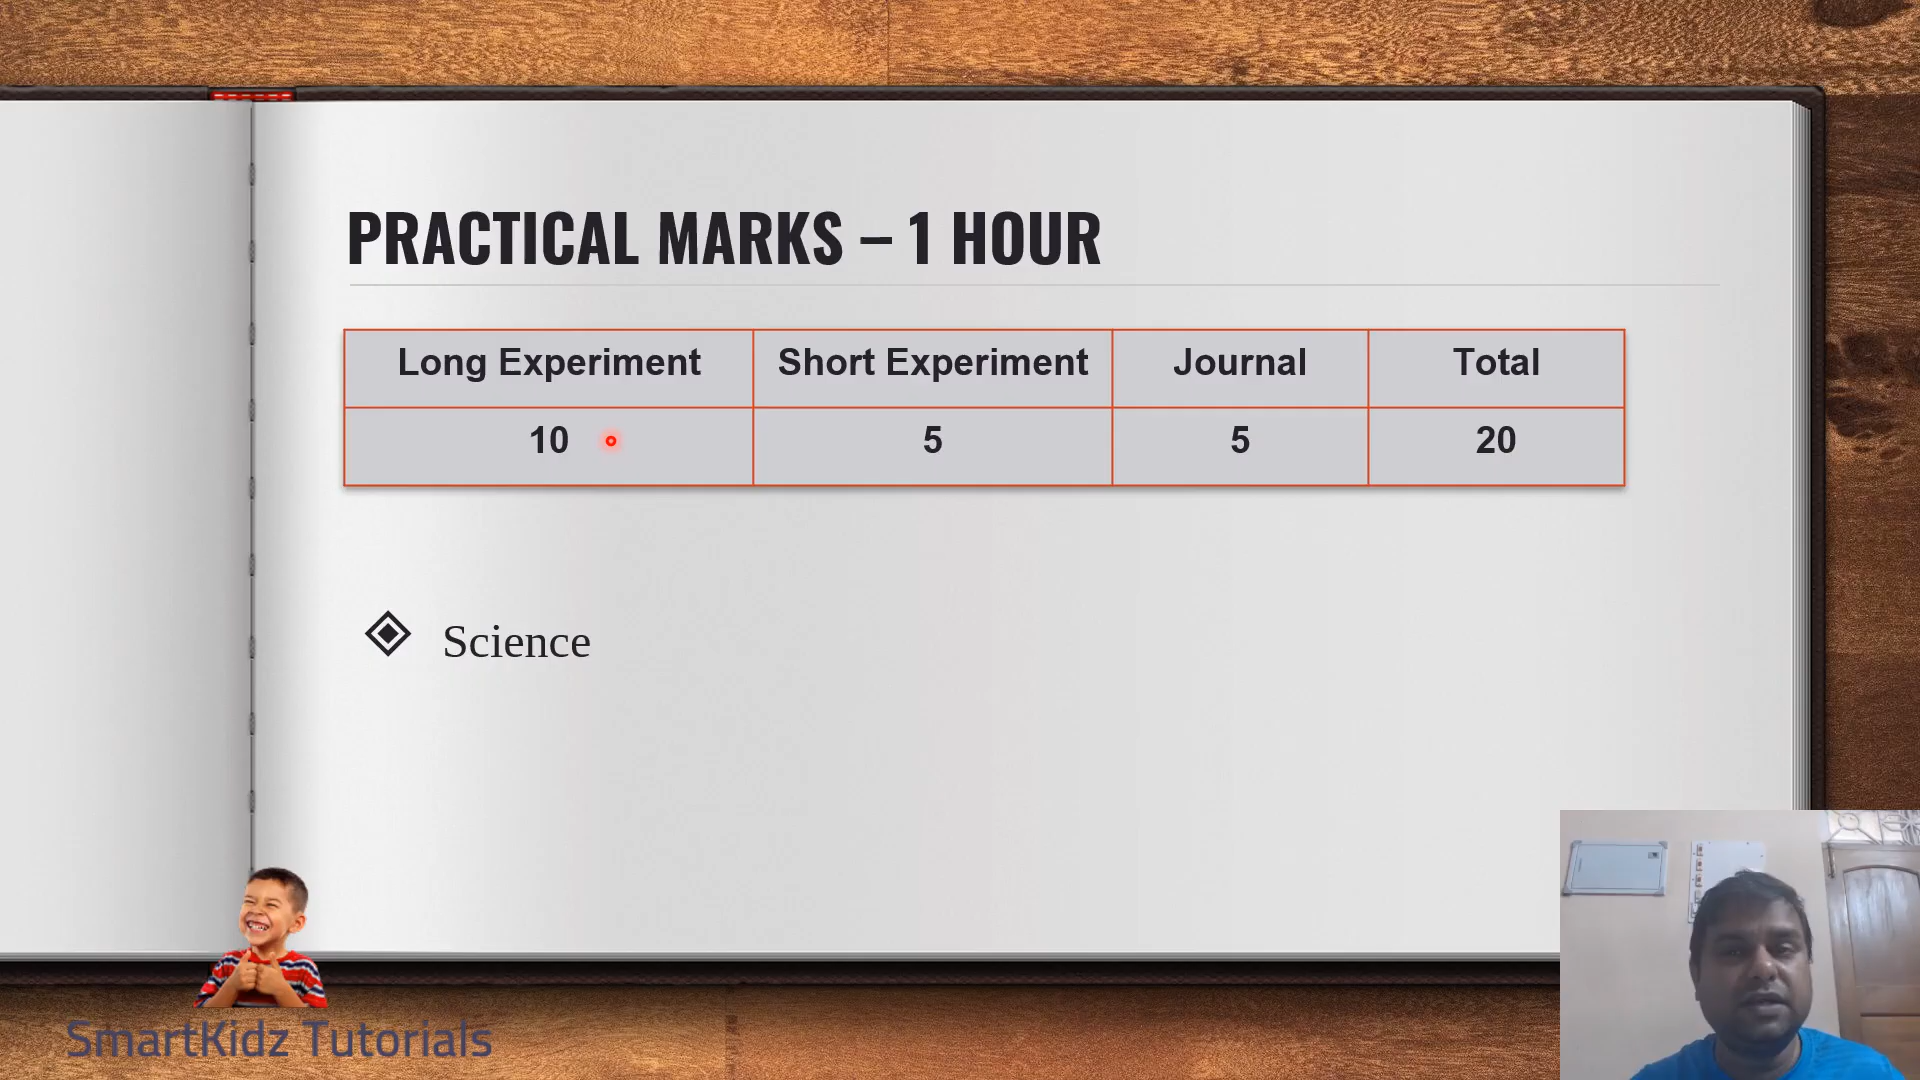 PRACTICAL MARKS – 1 HOUR
Long Experiment Short Experiment Journal Total
10 5 5 20
Science
SmartKidz Tutorials